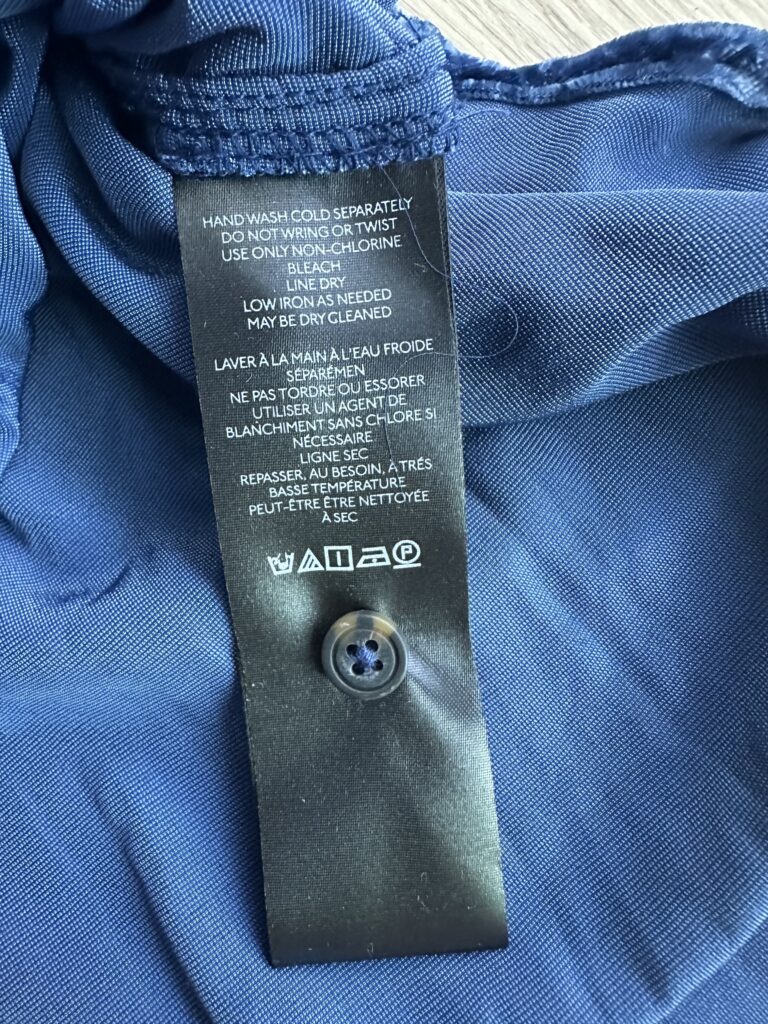 HAND WASH COLD SEPARATELY
DO NOT WRING OR TWIST
USE ONLY NON-CHLORINE
BLEACH
LINE DRY
LOW IRON AS NEEDED
MAY BE DRY CLEANED
LAVER À LA MAIN À L'EAU FROIDE
SÉPARÉMEN
NE PAS TORDRE OU ESSORER
UTILISER UN AGENT DE
BLANCHIMENT SANS CHLORE SI
NÉCESSAIRE
LIGNE SEC
REPASSER, AU BESOIN, À TRÉS
BASSE TEMPÉRATURE
PEUT-ÊTRE ÊTRE NETTOYÉE
À SEC
P